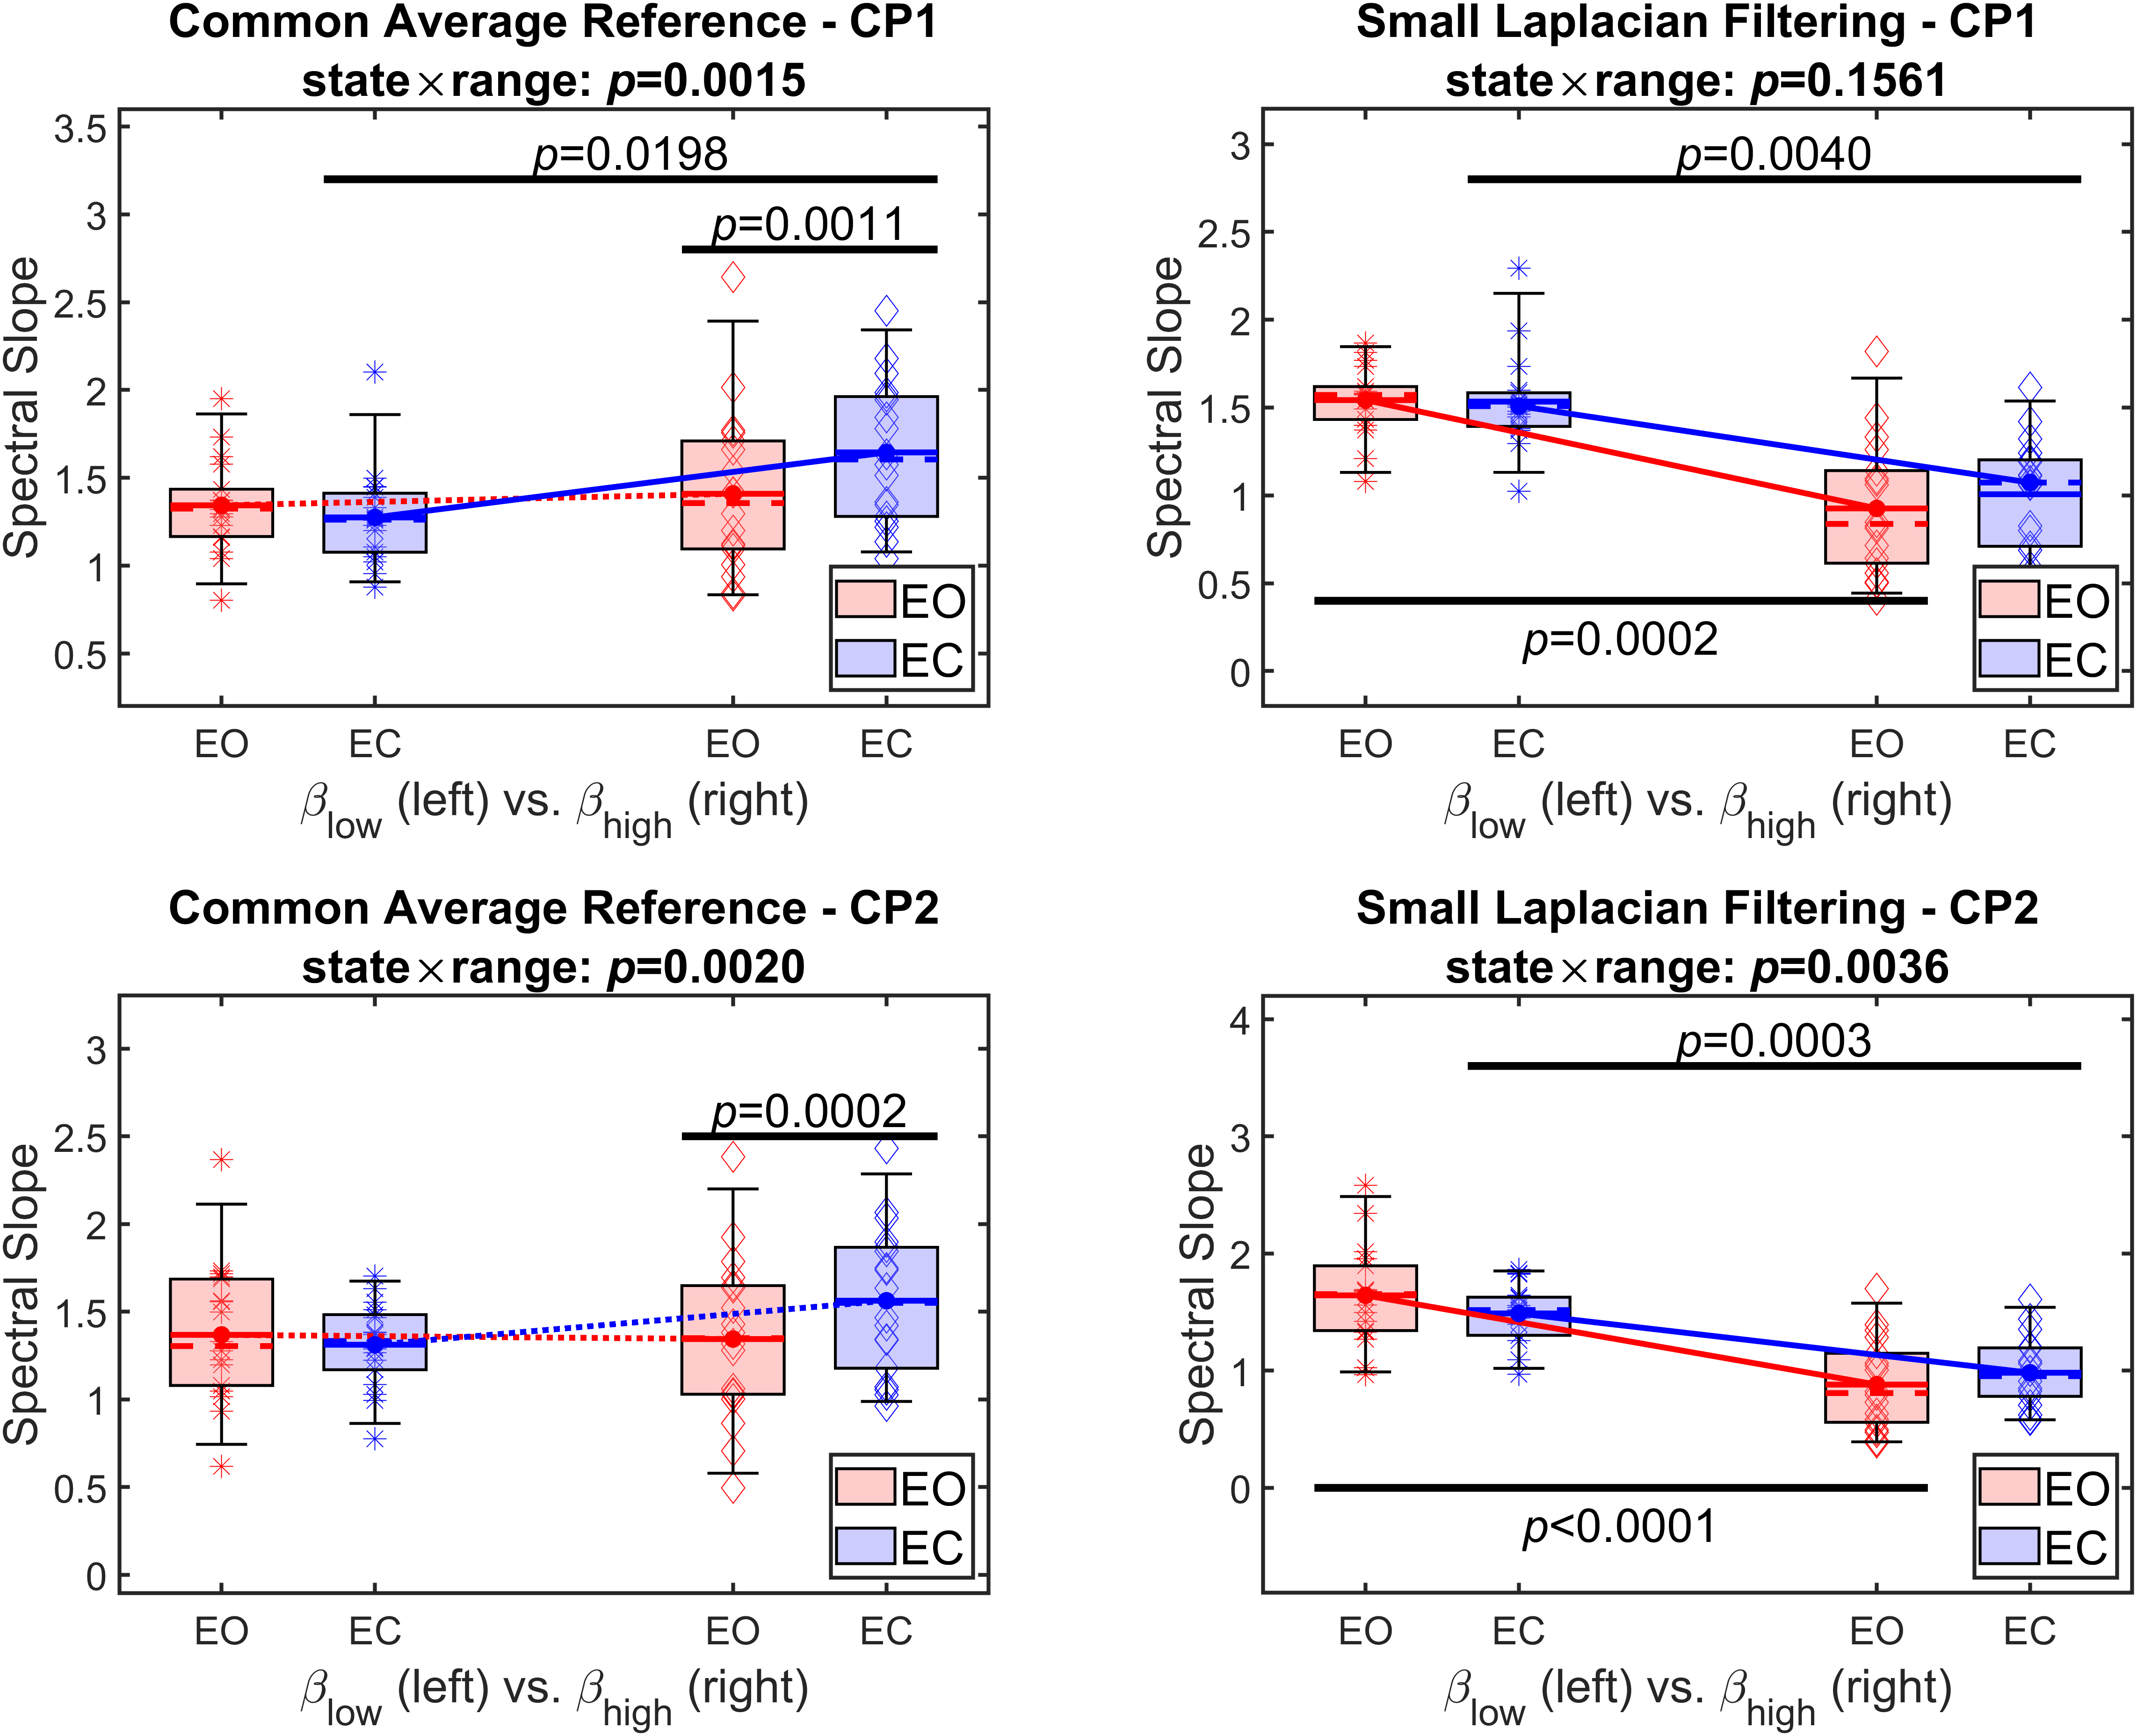 Common Average Reference - CP1
state×range: p=0.0015
3.5
3
2.5
2
1.5
1
0.5
Spectral Slope
p=0.0198
p=0.0011
EO
EC
EO
EC
EO
EC
βlow (left) vs. βhigh (right)
Small Laplacian Filtering - CP1
state×range: p=0.1561
3
2.5
2
1.5
1
0.5
0
Spectral Slope
p=0.0040
p=0.0002
EO
EC
EO
EC
EO
EC
βlow (left) vs. βhigh (right)
Common Average Reference - CP2
state×range: p=0.0020
3
2.5
2
1.5
1
0.5
0
Spectral Slope
p=0.0002
EO
EC
EO
EC
EO
EC
βlow (left) vs. βhigh (right)
Small Laplacian Filtering - CP2
state×range: p=0.0036
4
3
2
1
0
Spectral Slope
p=0.0003
p<0.0001
EO
EC
EO
EC
EO
EC
βlow (left) vs. βhigh (right)